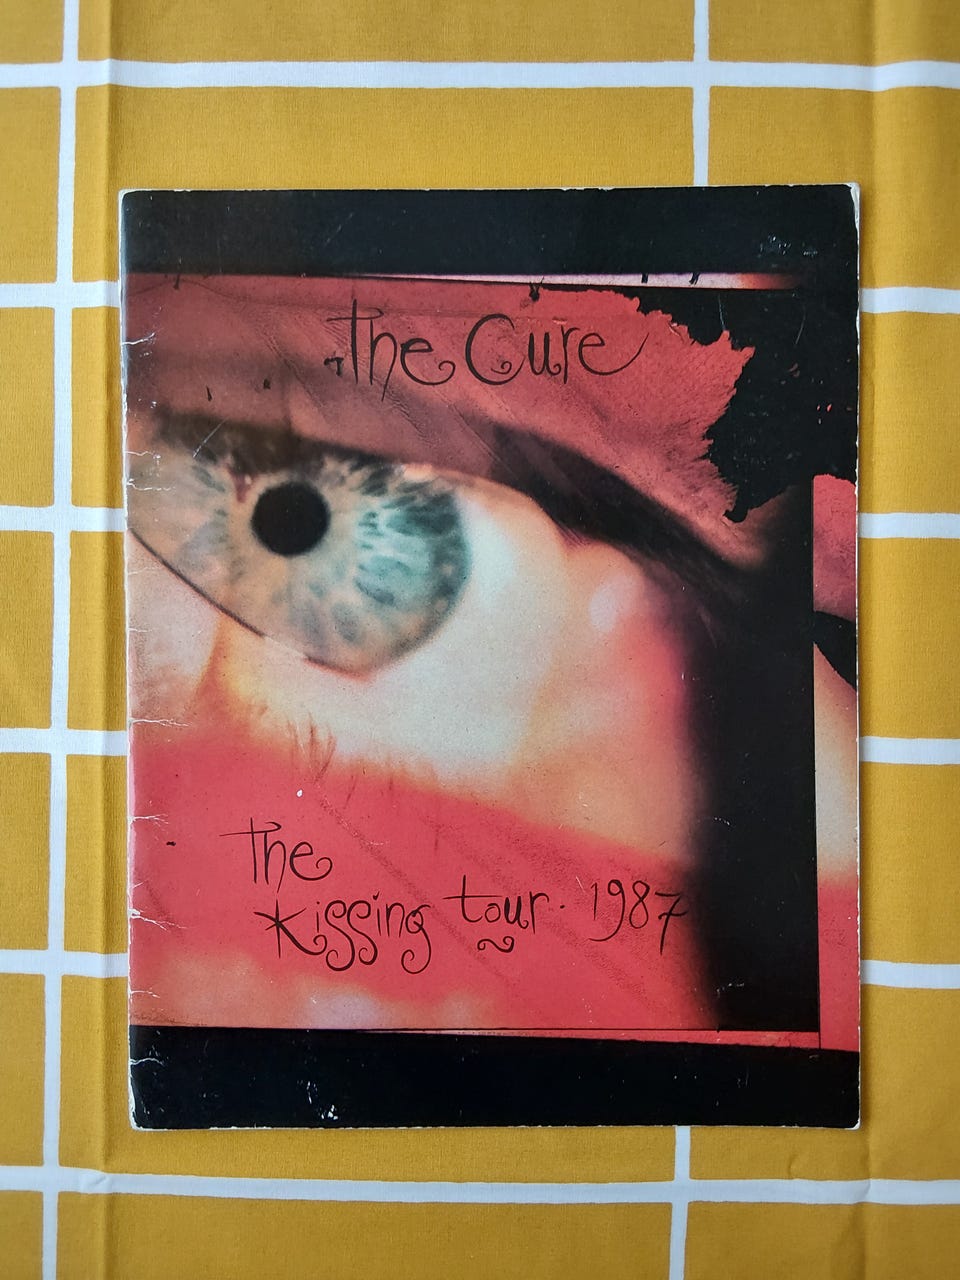 The Cure
The
Kissing tour · 1987